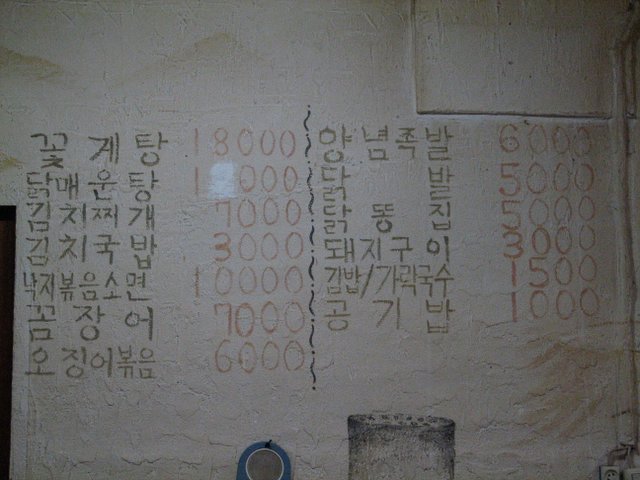 꽃게탕 18000
닭매운탕
김치찌개 7000
김치국밥 3000
낙지볶음소면 10000
꼼장어 7000
오징어볶음 6000
양념족발 6000
닭발 5000
닭똥집 5000
돼지구이 3000
김밥/가락국수 1500
공기밥 1000